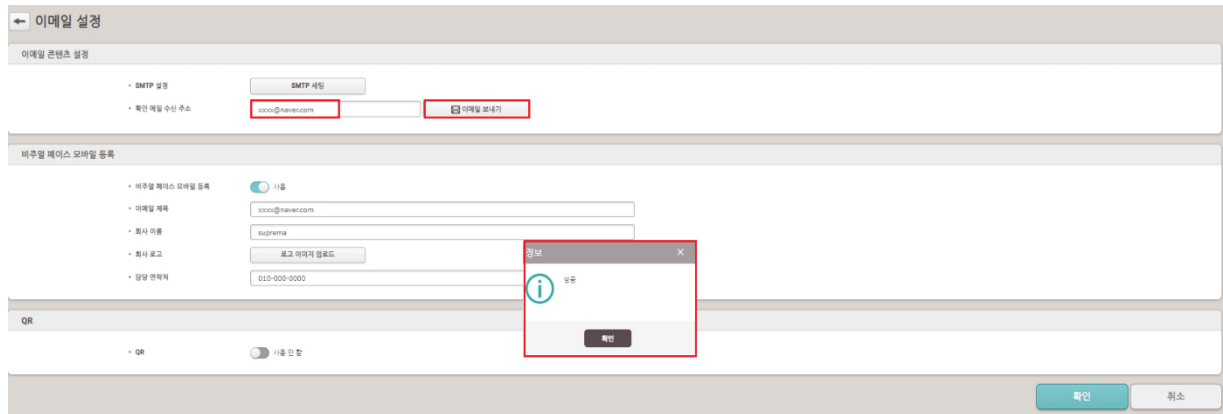 이메일 설정
이메일 콘텐츠 설정
• SMTP 설정 SMTP 세팅
• 확인 메일 수신 주소 xxxx@naver.com 이메일 보내기
비주얼 페이스 모바일 등록
• 비주얼 페이스 모바일 등록 사용
• 이메일 제목 xxxx@naver.com
• 회사 이름 suprema
• 회사 로고 로고 이미지 업로드
• 담당 연락처 010-000-0000
정보
성공
확인
QR
• QR 사용 안 함
확인 취소